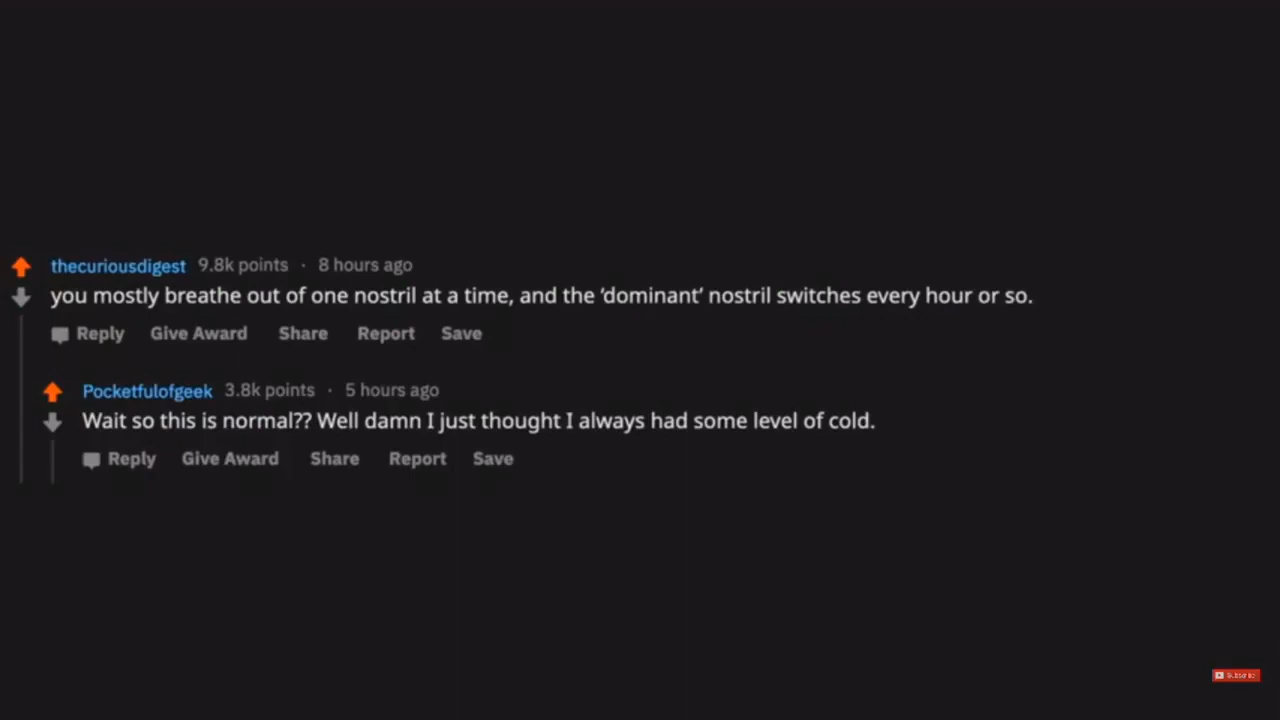 thecuriousdigest 9.8k points · 8 hours ago
you mostly breathe out of one nostril at a time, and the ‘dominant’ nostril switches every hour or so.
Reply Give Award Share Report Save
Pocketfulofgeek 3.8k points · 5 hours ago
Wait so this is normal?? Well damn I just thought I always had some level of cold.
Reply Give Award Share Report Save
Subscribe